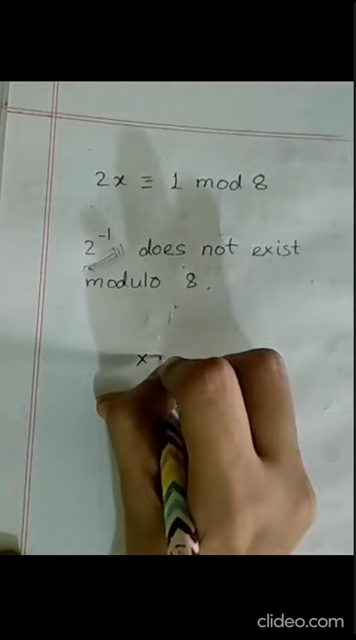 2x ≡ 1 mod 8
2⁻¹ does not exist
modulo 8.
x
clideo.com